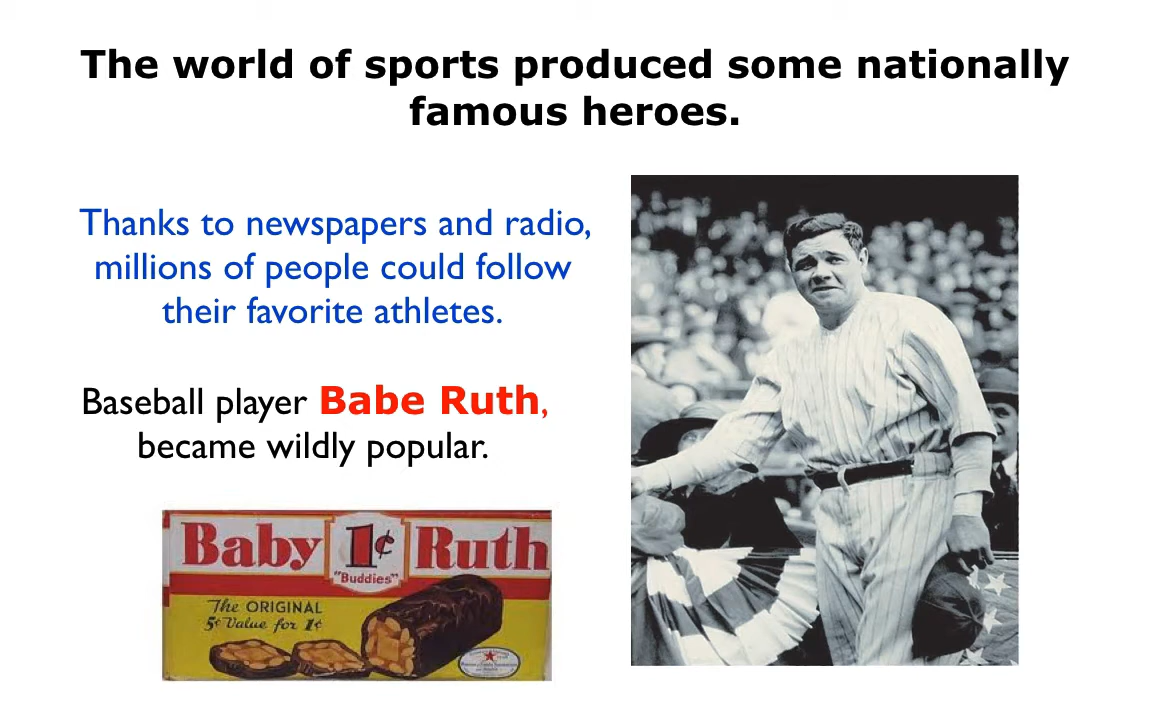 The world of sports produced some nationally
famous heroes.
Thanks to newspapers and radio,
millions of people could follow
their favorite athletes.
Baseball player Babe Ruth,
became wildly popular.
Baby 1¢ Ruth
"Buddies"
The ORIGINAL
5¢ Value for 1¢